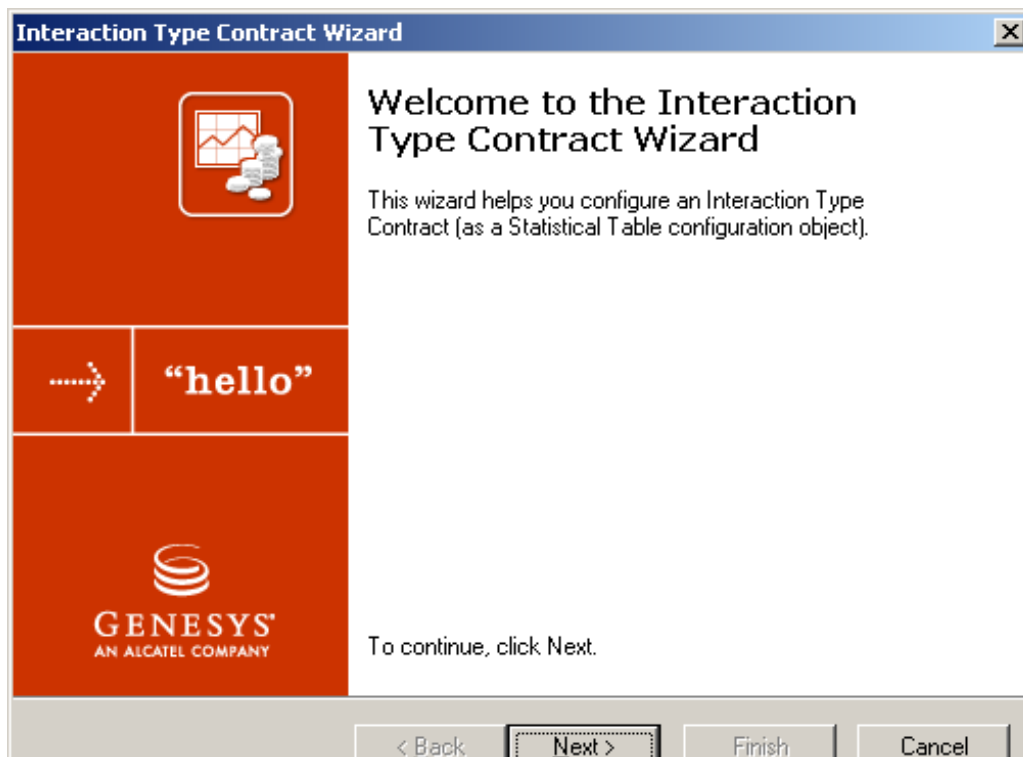 Interaction Type Contract Wizard
Welcome to the Interaction
Type Contract Wizard
This wizard helps you configure an Interaction Type
Contract (as a Statistical Table configuration object).
“hello”
GENESYS
AN ALCATEL COMPANY
To continue, click Next.
< Back Next > Finish Cancel